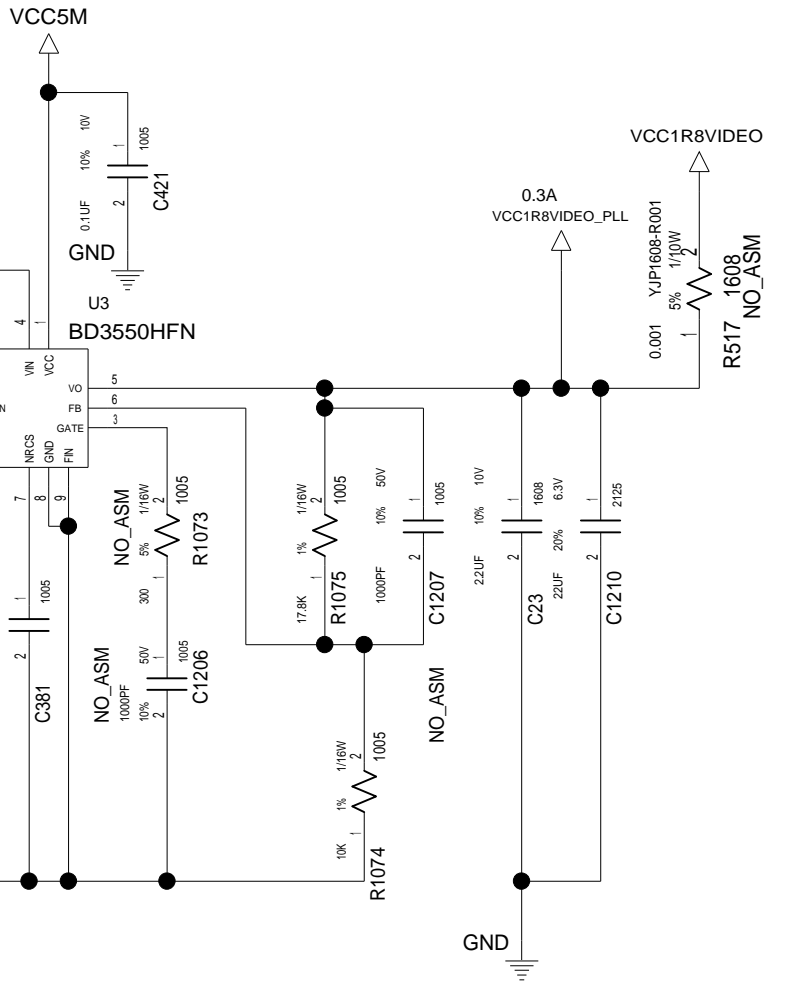 VCC5M
10V
10%
0.1UF
1
1005
2
C421
GND
VCC1R8VIDEO
0.3A
VCC1R8VIDEO_PLL
YJP1608-R001
1/10W
5%
0.001
2
1
1608
NO_ASM
R517
U3
BD3550HFN
4
1
VIN
VCC
N
VO
FB
GATE
5
6
3
NRCS
GND
FIN
7
8
9
1
1005
2
C381
NO_ASM
1/16W
5%
300
2
1
1005
R1073
NO_ASM
1000PF
50V
10%
1
2
1005
C1206
1/16W
1%
17.8K
2
1
1005
R1075
50V
10%
1000PF
1
2
1005
C1207
NO_ASM
1/16W
1%
10K
2
1
1005
R1074
10V
10%
2.2UF
1
2
1608
C23
6.3V
20%
22UF
1
2
2125
C1210
GND